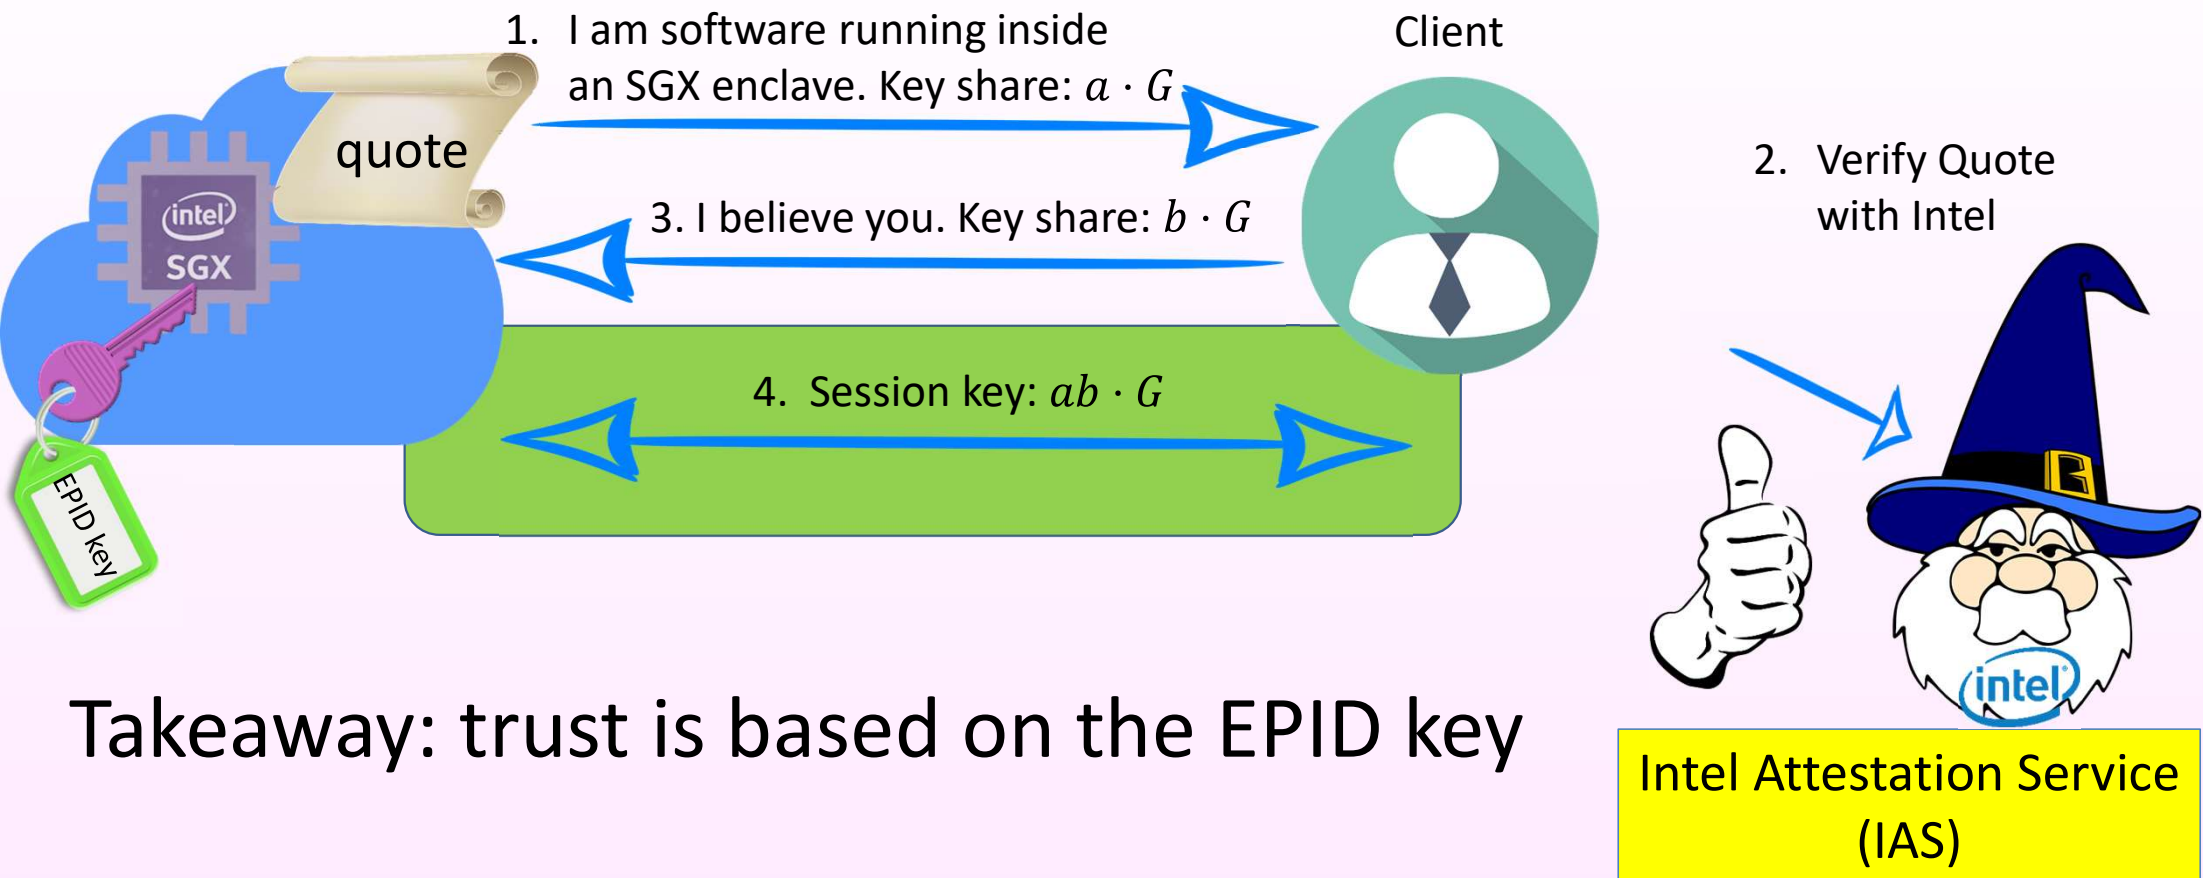 1. I am software running inside
an SGX enclave. Key share: a · G
Client
quote
2. Verify Quote
with Intel
intel
SGX
3. I believe you. Key share: b · G
4. Session key: ab · G
EPID key
intel
Takeaway: trust is based on the EPID key
Intel Attestation Service
(IAS)